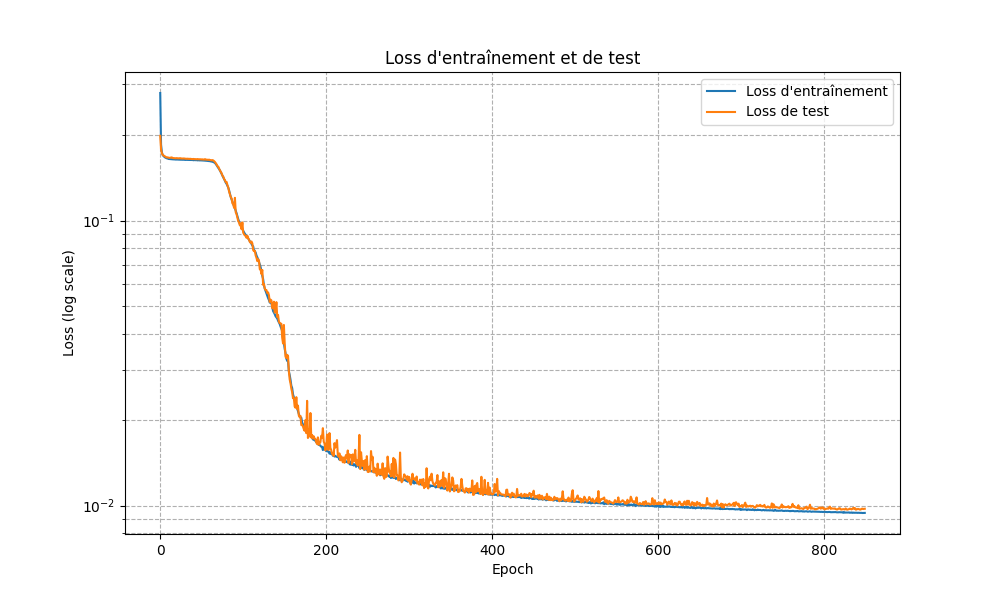 Loss d'entraînement et de test
Loss d'entraînement
Loss de test
Loss (log scale)
10⁻¹
10⁻²
0 200 400 600 800
Epoch